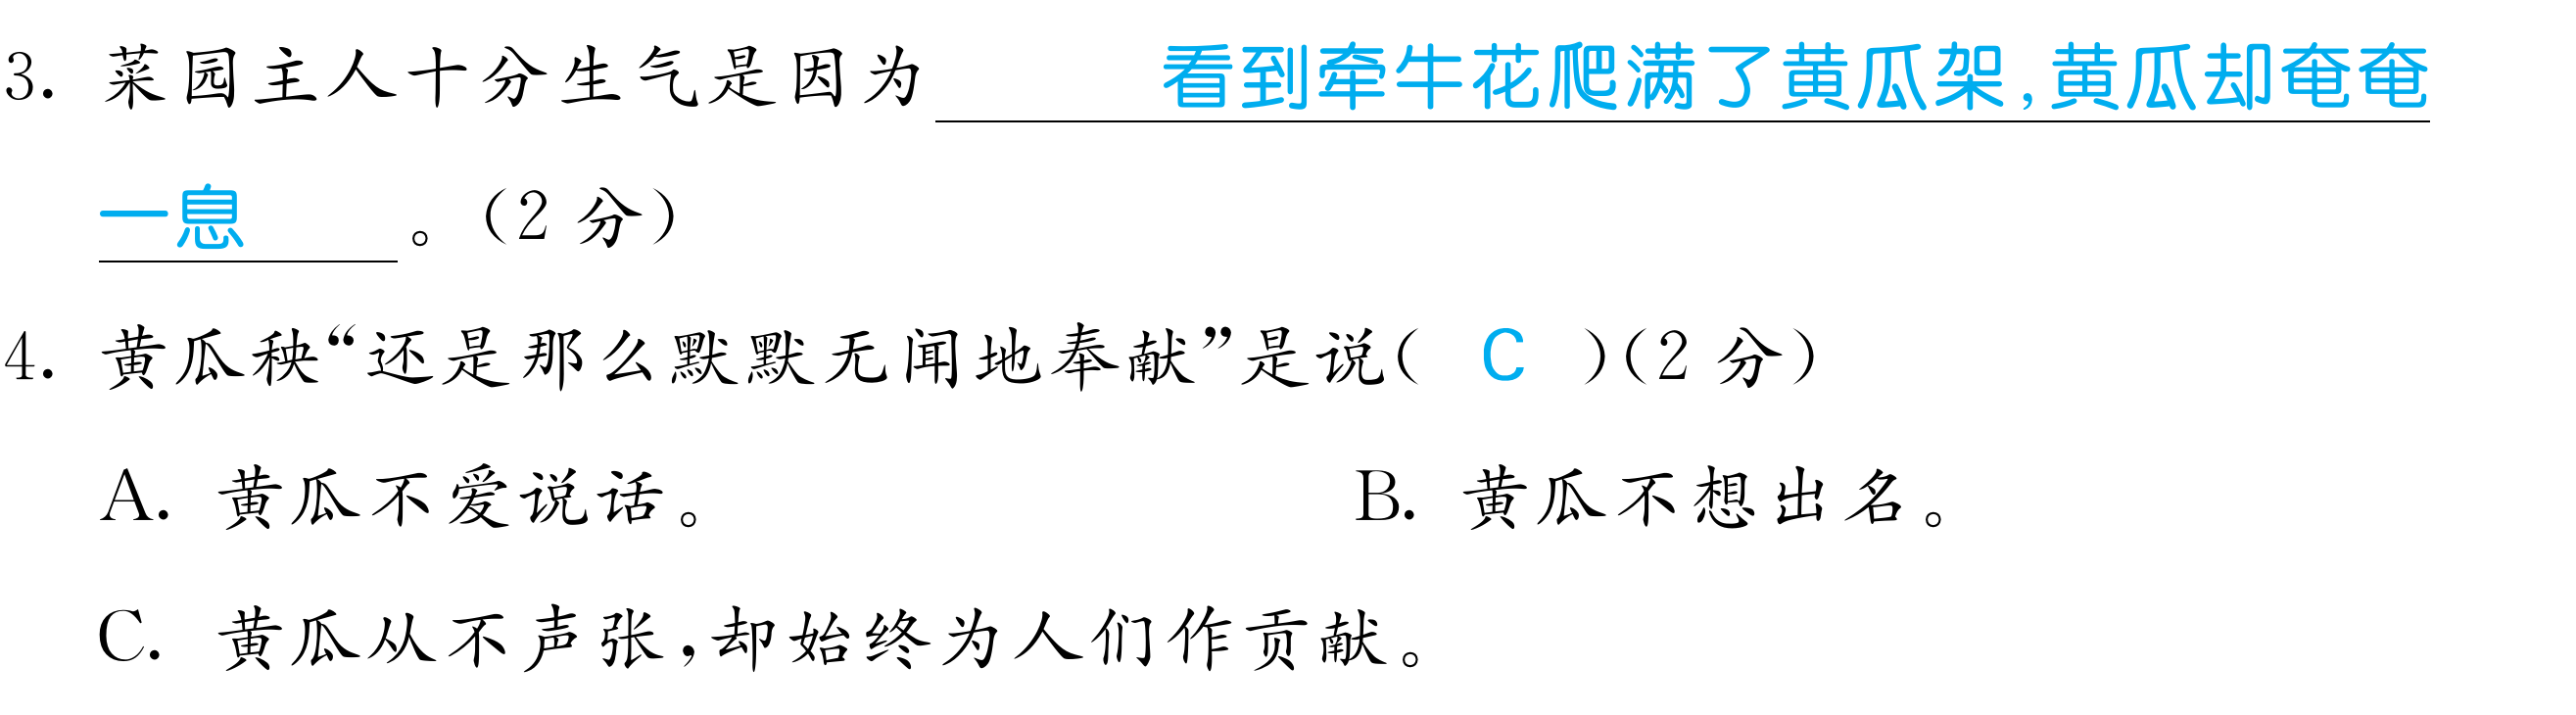 3. 菜园主人十分生气是因为 看到牵牛花爬满了黄瓜架,黄瓜却奄奄
一息 。(2 分)
4. 黄瓜秧“还是那么默默无闻地奉献”是说( C )(2 分)
A. 黄瓜不爱说话。 B. 黄瓜不想出名。
C. 黄瓜从不声张,却始终为人们作贡献。